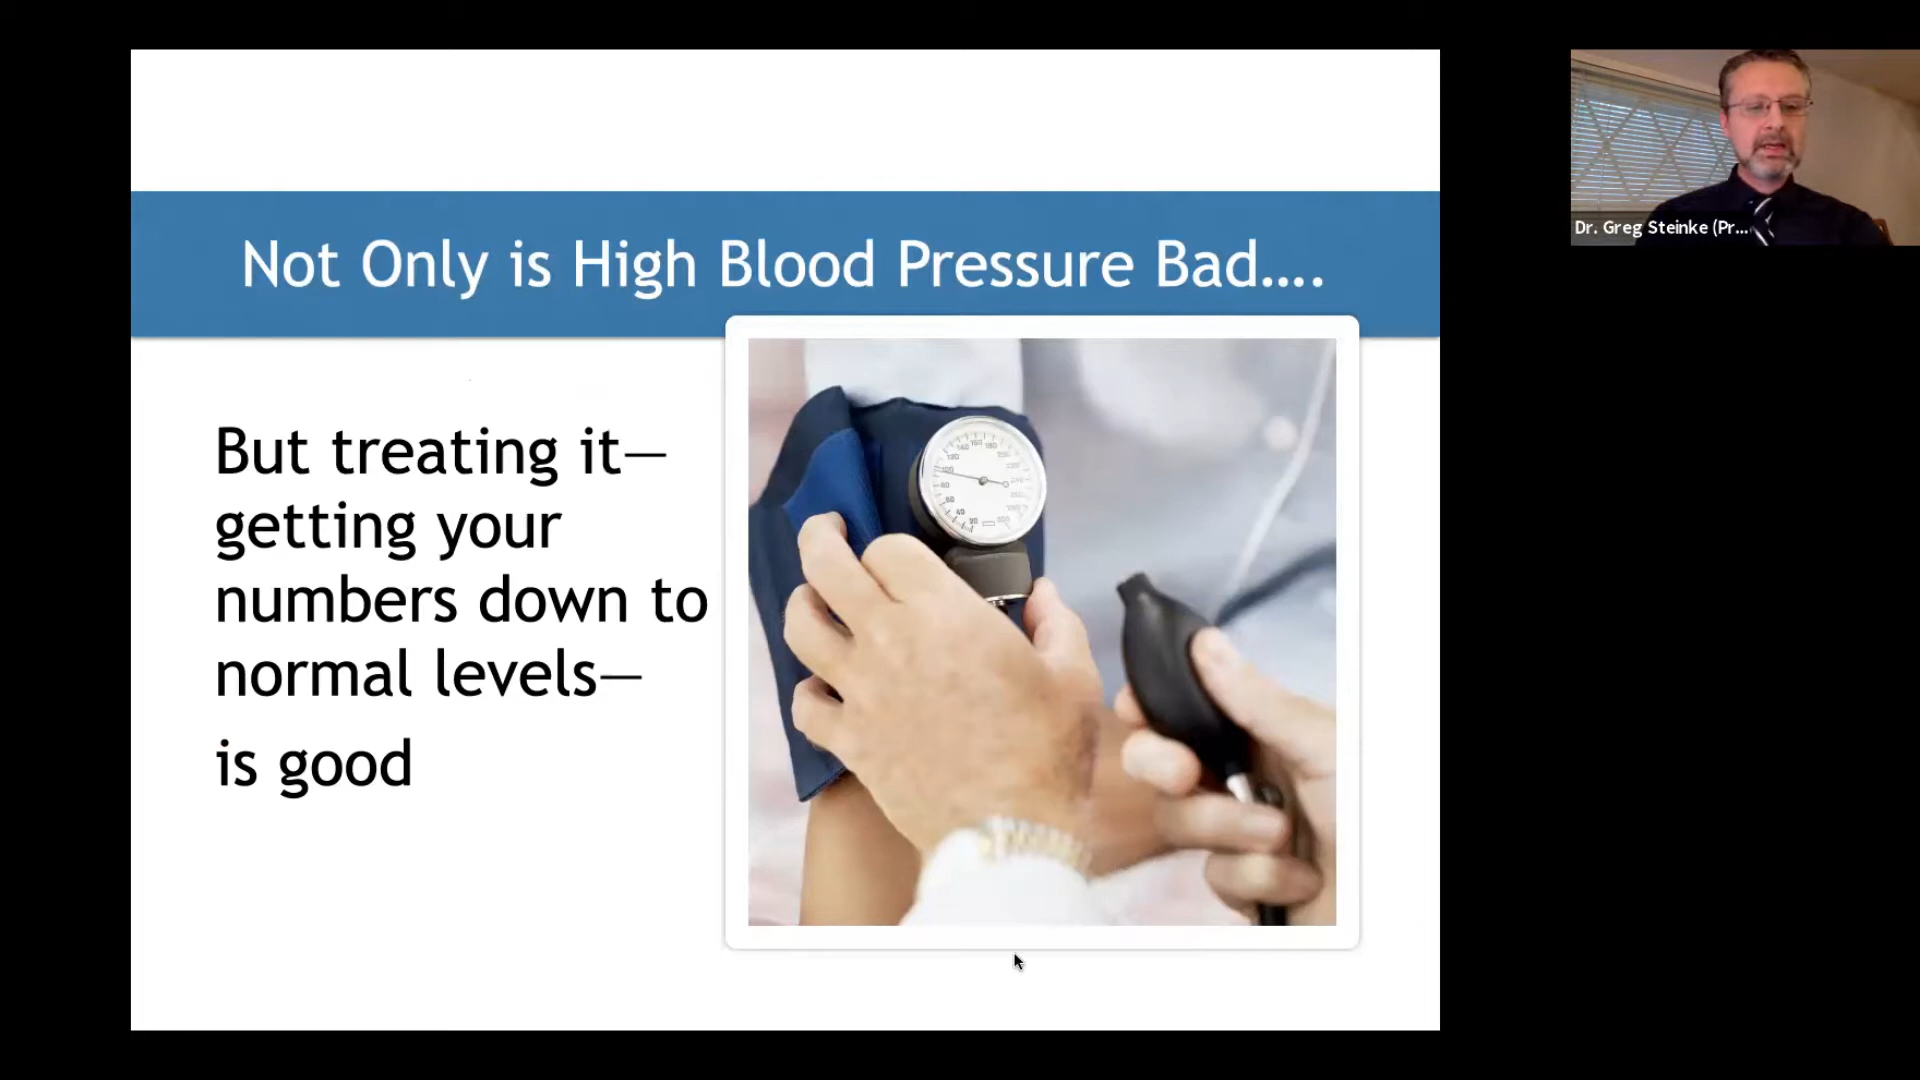 Not Only is High Blood Pressure Bad....
But treating it—
getting your
numbers down to
normal levels—
is good
Dr. Greg Steinke (Pr...